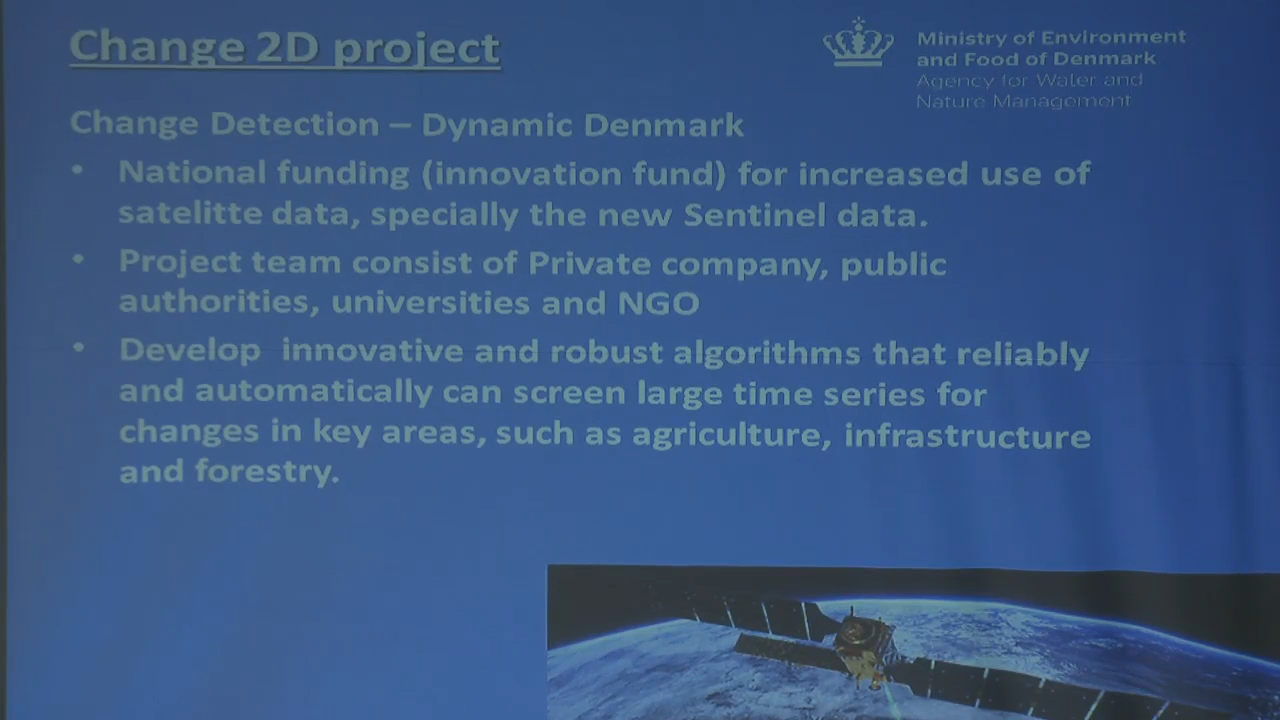 Change 2D project
Ministry of Environment
and Food of Denmark
Agency for Water and
Nature Management
Change Detection – Dynamic Denmark
• National funding (innovation fund) for increased use of
satelitte data, specially the new Sentinel data.
• Project team consist of Private company, public
authorities, universities and NGO
• Develop innovative and robust algorithms that reliably
and automatically can screen large time series for
changes in key areas, such as agriculture, infrastructure
and forestry.